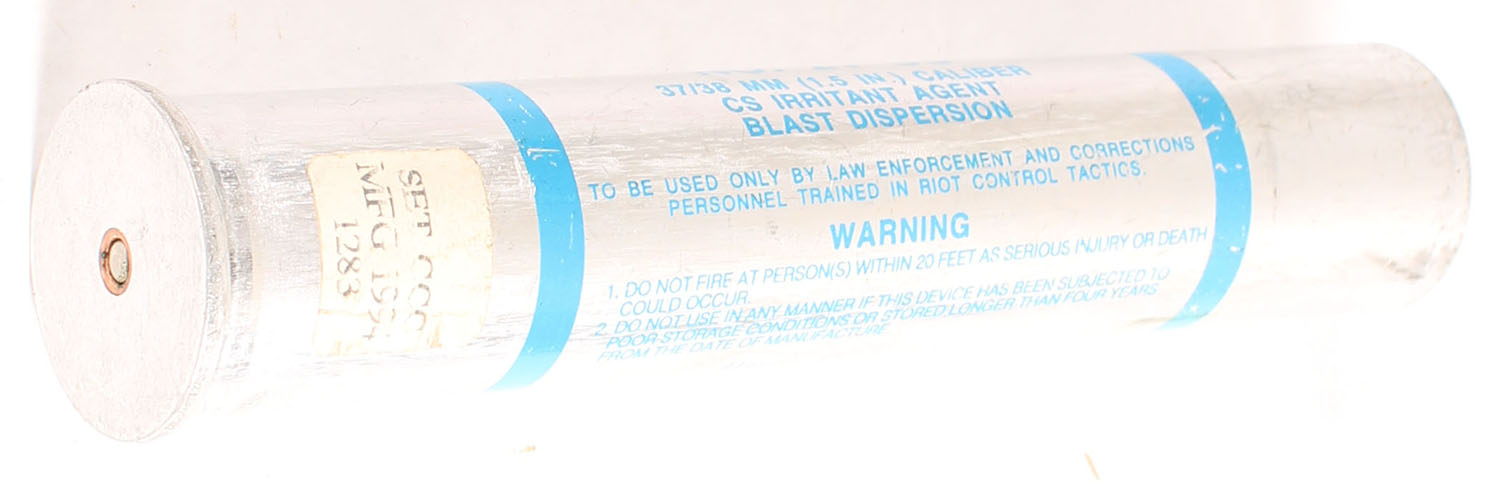 37/38 MM (1.5 IN.) CALIBER
CS IRRITANT AGENT
BLAST DISPERSION
TO BE USED ONLY BY LAW ENFORCEMENT AND CORRECTIONS
PERSONNEL TRAINED IN RIOT CONTROL TACTICS.
WARNING
1. DO NOT FIRE AT PERSON(S) WITHIN 20 FEET AS SERIOUS INJURY OR DEATH
COULD OCCUR.
2. DO NOT USE IN ANY MANNER IF THIS DEVICE HAS BEEN SUBJECTED TO
POOR STORAGE CONDITIONS OR STORED LONGER THAN FOUR YEARS
FROM THE DATE OF MANUFACTURE
SET
MFG 1994
1283